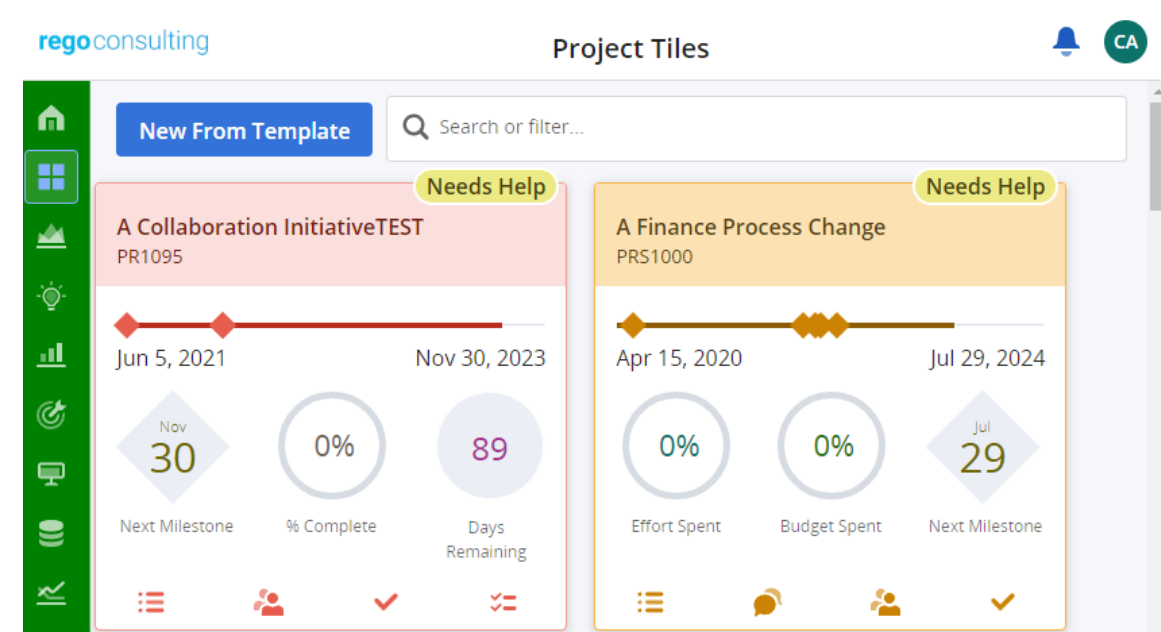 regoconsulting
Project Tiles
CA
New From Template
Search or filter...
Needs Help
A Collaboration InitiativeTEST
PR1095
Jun 5, 2021
Nov 30, 2023
Nov
30
0%
89
Next Milestone
% Complete
Days
Remaining
Needs Help
A Finance Process Change
PRS1000
Apr 15, 2020
Jul 29, 2024
0%
0%
Jul
29
Effort Spent
Budget Spent
Next Milestone